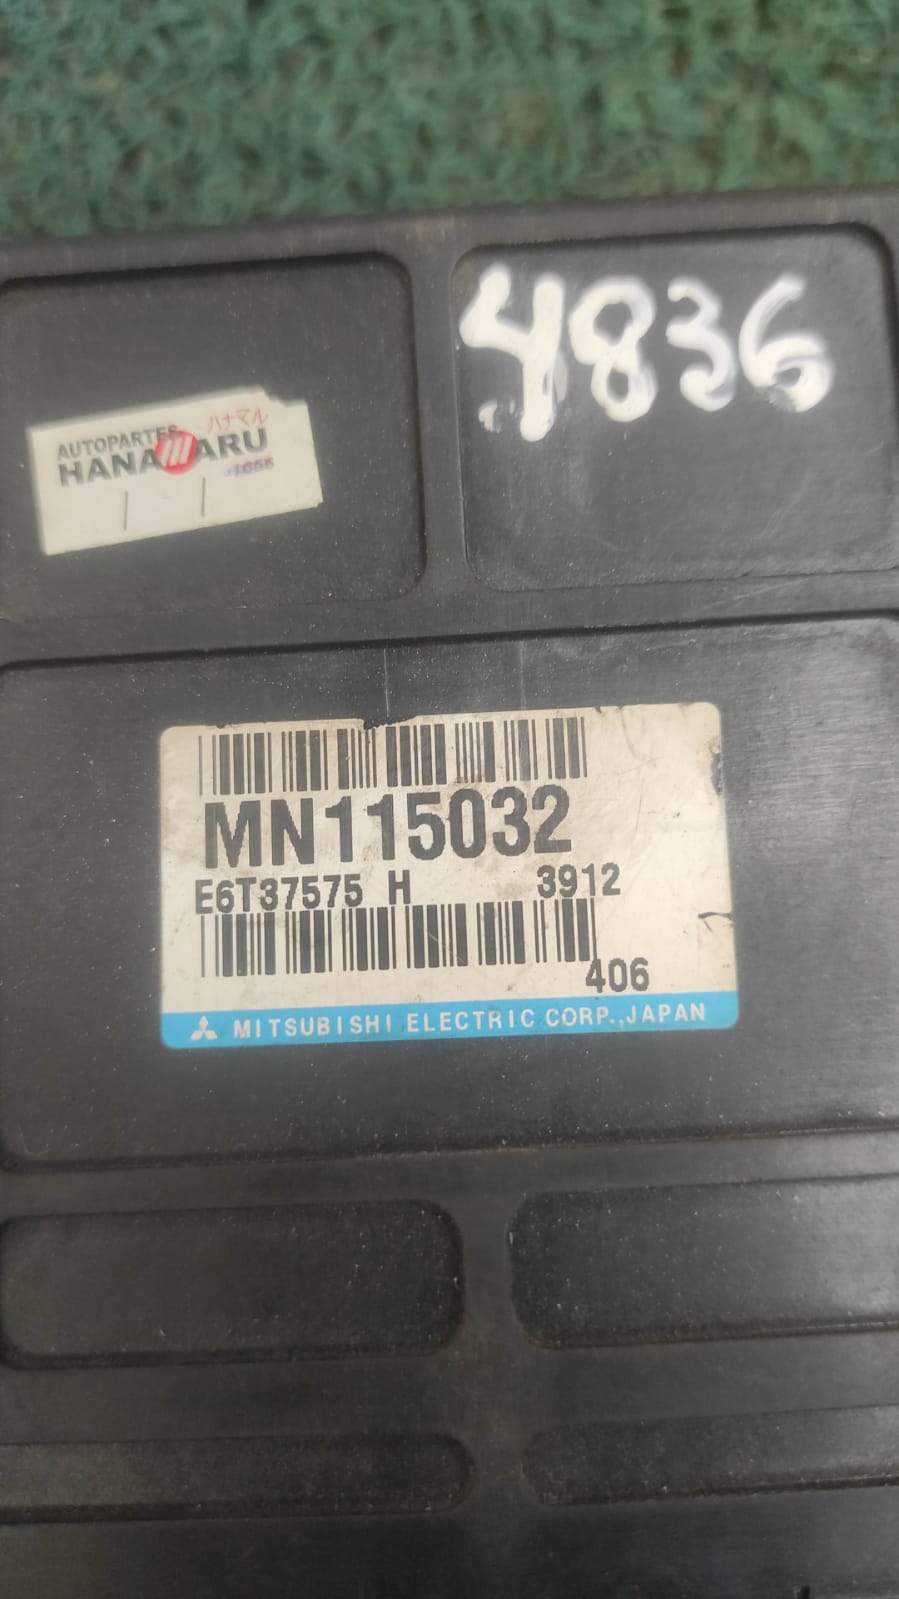 4836
ハナマル
AUTOPARTES
HANAMARU
MN115032
E6T37575 H 3912
406
MITSUBISHI ELECTRIC CORP.,JAPAN